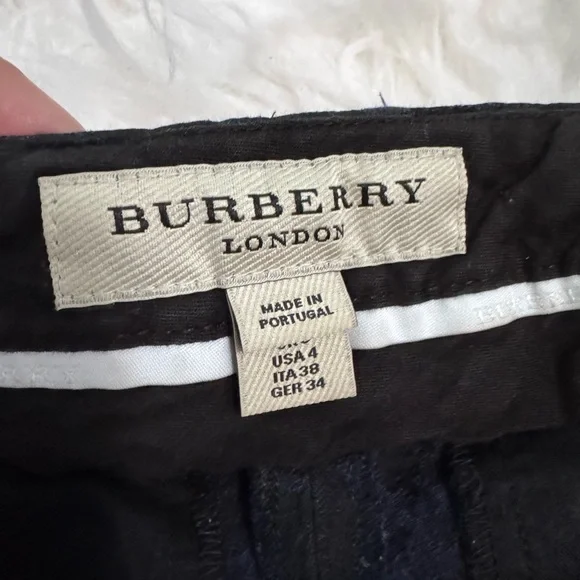 BURBERRY
LONDON
MADE IN
PORTUGAL
USA 4
ITA 38
GER 34